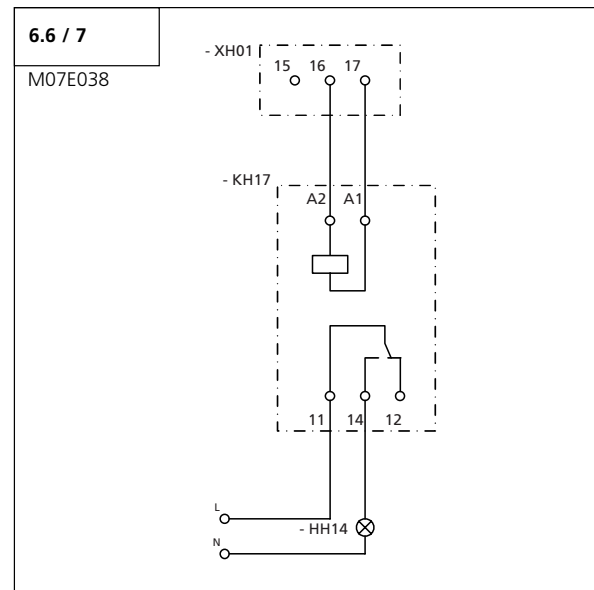 6.6 / 7
M07E038
- XH01
15 16 17
- KH17
A2 A1
11 14 12
L
- HH14
N